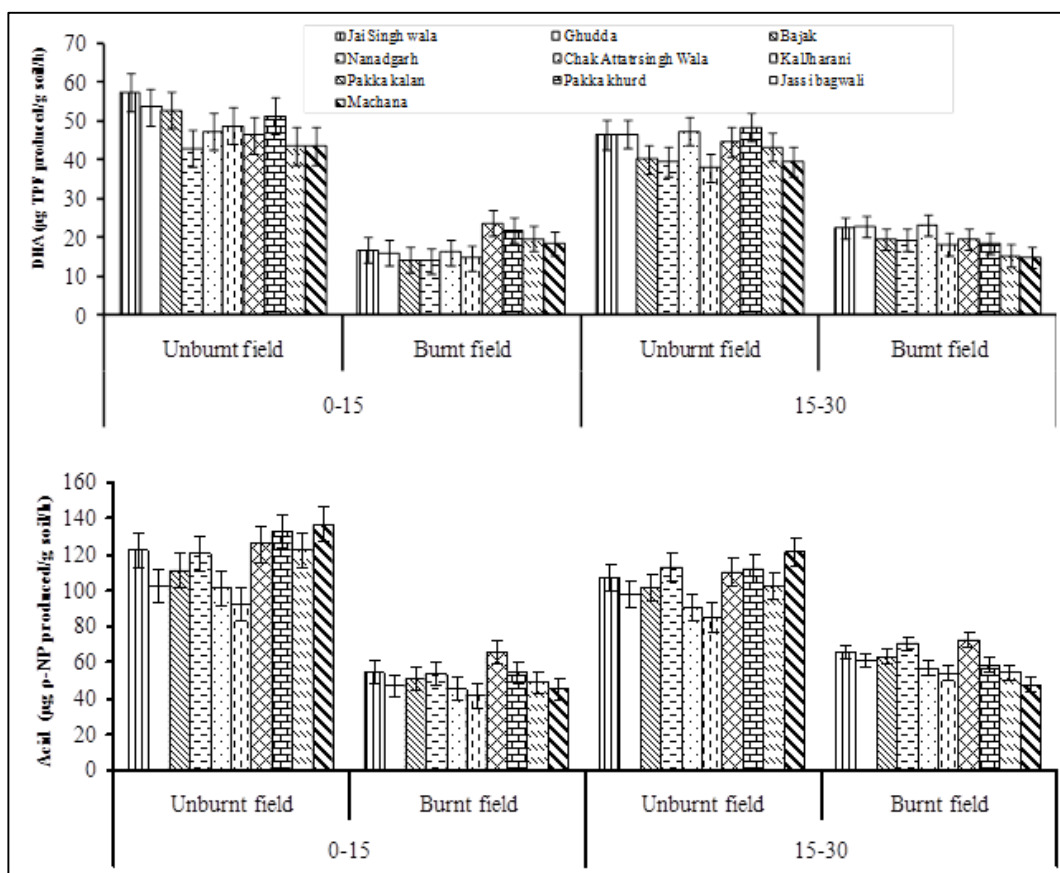 DHA (µg TPF produced/g soil/h)
70
60
50
40
30
20
10
0
Jai Singh wala Ghudda Bajak
Nanadgarh Chak Attatrsingh Wala KalJharani
Pakka kalan Pakka khurd Jassi bagwali
Machana
Unburnt field Burnt field Unburnt field Burnt field
0-15 15-30
Acid (µg p-NP produced/g soil/h)
160
140
120
100
80
60
40
20
0
Unburnt field Burnt field Unburnt field Burnt field
0-15 15-30